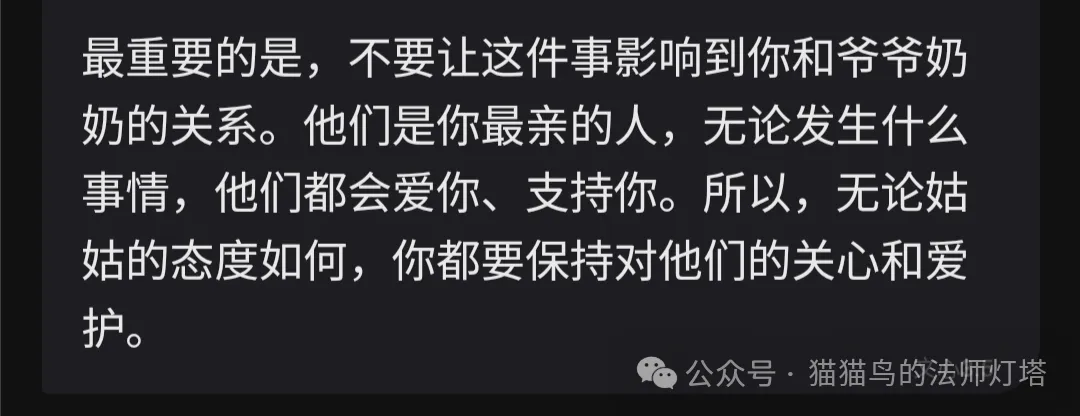 最重要的是，不要让这件事影响到你和爷爷奶
奶的关系。他们是你最亲的人，无论发生什么
事情，他们都会爱你、支持你。所以，无论姑
姑的态度如何，你都要保持对他们的关心和爱
护。
公众号 · 猫猫鸟的法师灯塔